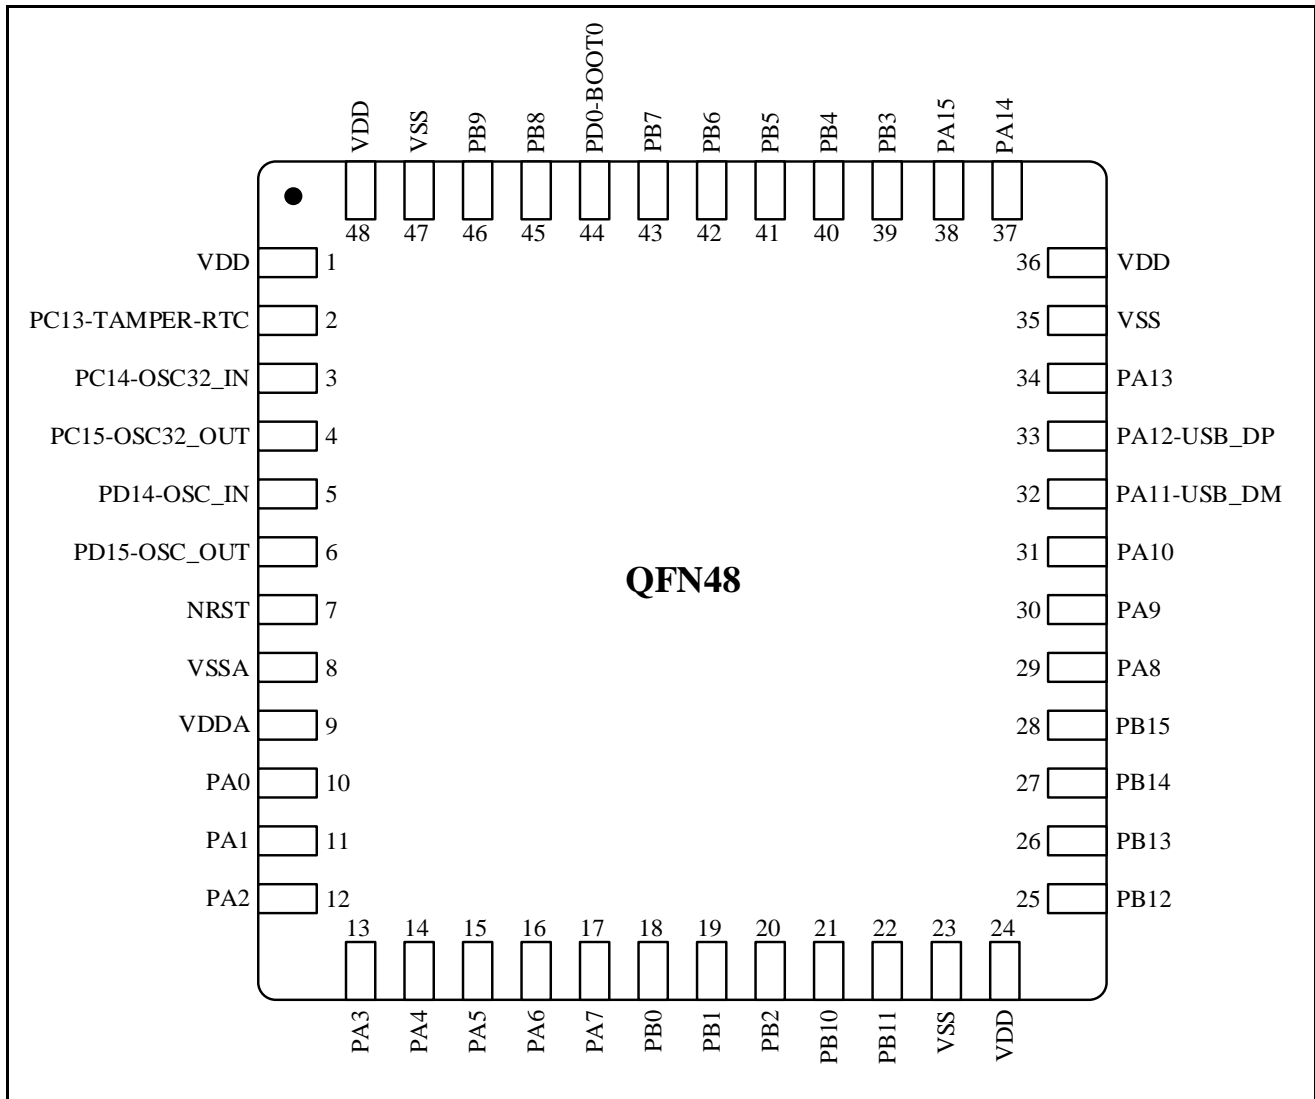 VDD
VSS
PB9
PB8
PD0-BOOT0
PB7
PB6
PB5
PB4
PB3
PA15
PA14
48 47 46 45 44 43 42 41 40 39 38 37
VDD 1 36 VDD
PC13-TAMPER-RTC 2 35 VSS
PC14-OSC32_IN 3 34 PA13
PC15-OSC32_OUT 4 33 PA12-USB_DP
PD14-OSC_IN 5 32 PA11-USB_DM
PD15-OSC_OUT 6 31 PA10
QFN48
NRST 7 30 PA9
VSSA 8 29 PA8
VDDA 9 28 PB15
PA0 10 27 PB14
PA1 11 26 PB13
PA2 12 25 PB12
13 14 15 16 17 18 19 20 21 22 23 24
PA3
PA4
PA5
PA6
PA7
PB0
PB1
PB2
PB10
PB11
VSS
VDD